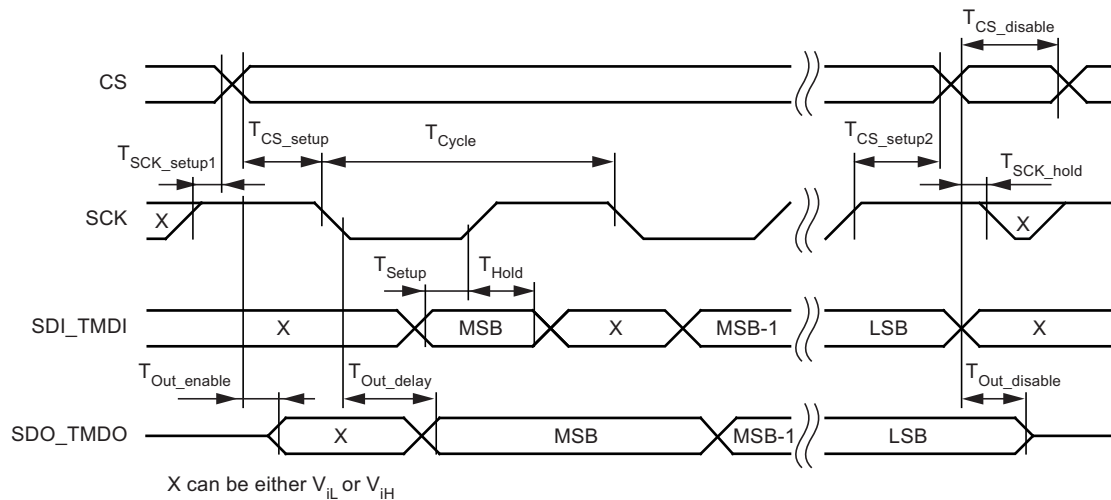 T_CS_disable
CS
T_CS_setup
T_Cycle
T_CS_setup2
T_SCK_setup1
T_SCK_hold
SCK
X
X
T_Setup
T_Hold
SDI_TMDI
X
MSB
X
MSB-1
LSB
X
T_Out_enable
T_Out_delay
T_Out_disable
SDO_TMDO
X
MSB
MSB-1
LSB
X can be either V_iL or V_iH